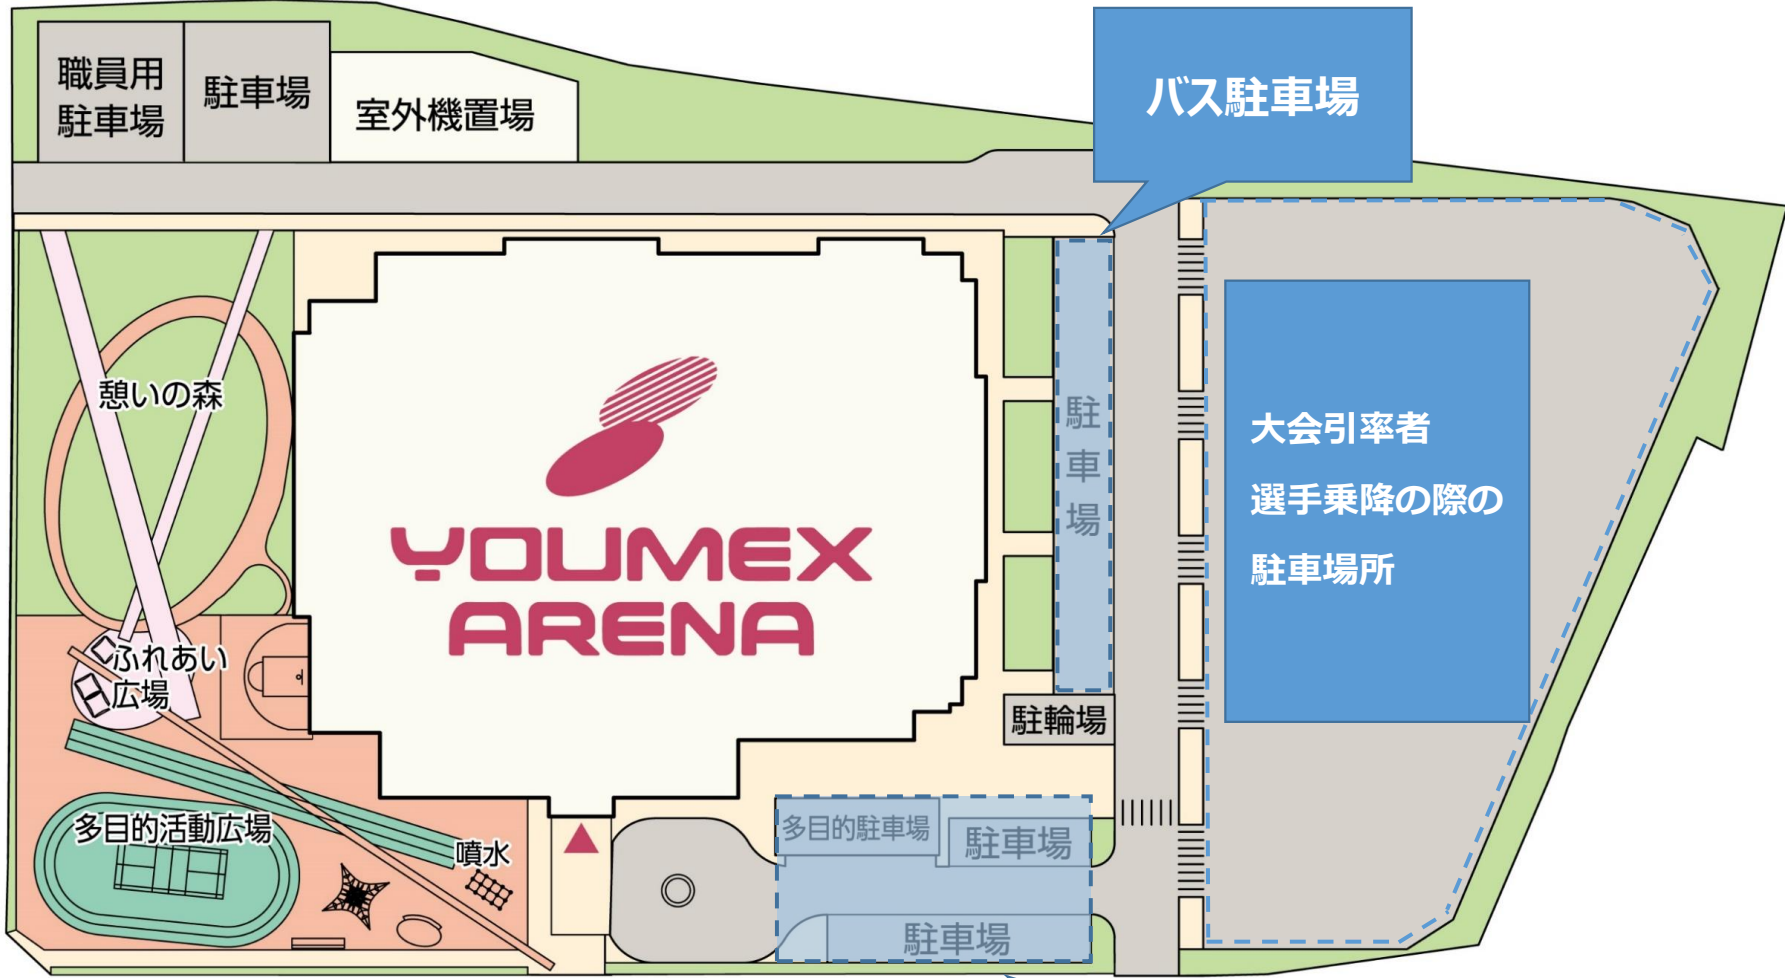 職員用
駐車場
駐車場
室外機置場
バス駐車場
憩いの森
YOUMEX
ARENA
駐車場
大会引率者
選手乗降の際の
駐車場所
ふれあい
広場
駐輪場
多目的活動広場
噴水
多目的駐車場
駐車場
駐車場